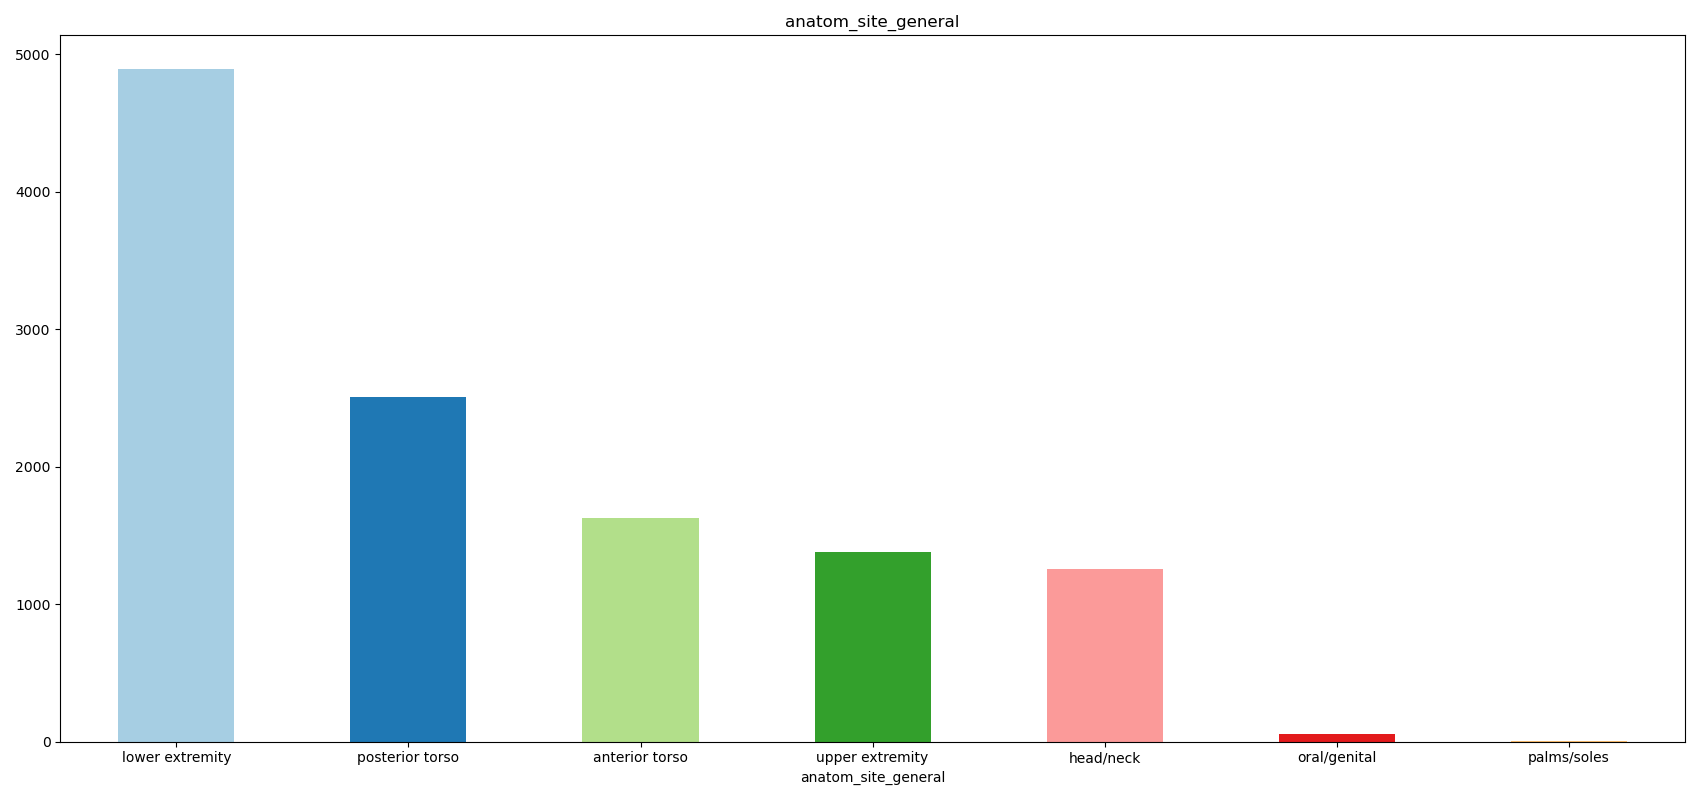 anatom_site_general
5000
4000
3000
2000
1000
0
lower extremity posterior torso anterior torso upper extremity head/neck oral/genital palms/soles
anatom_site_general